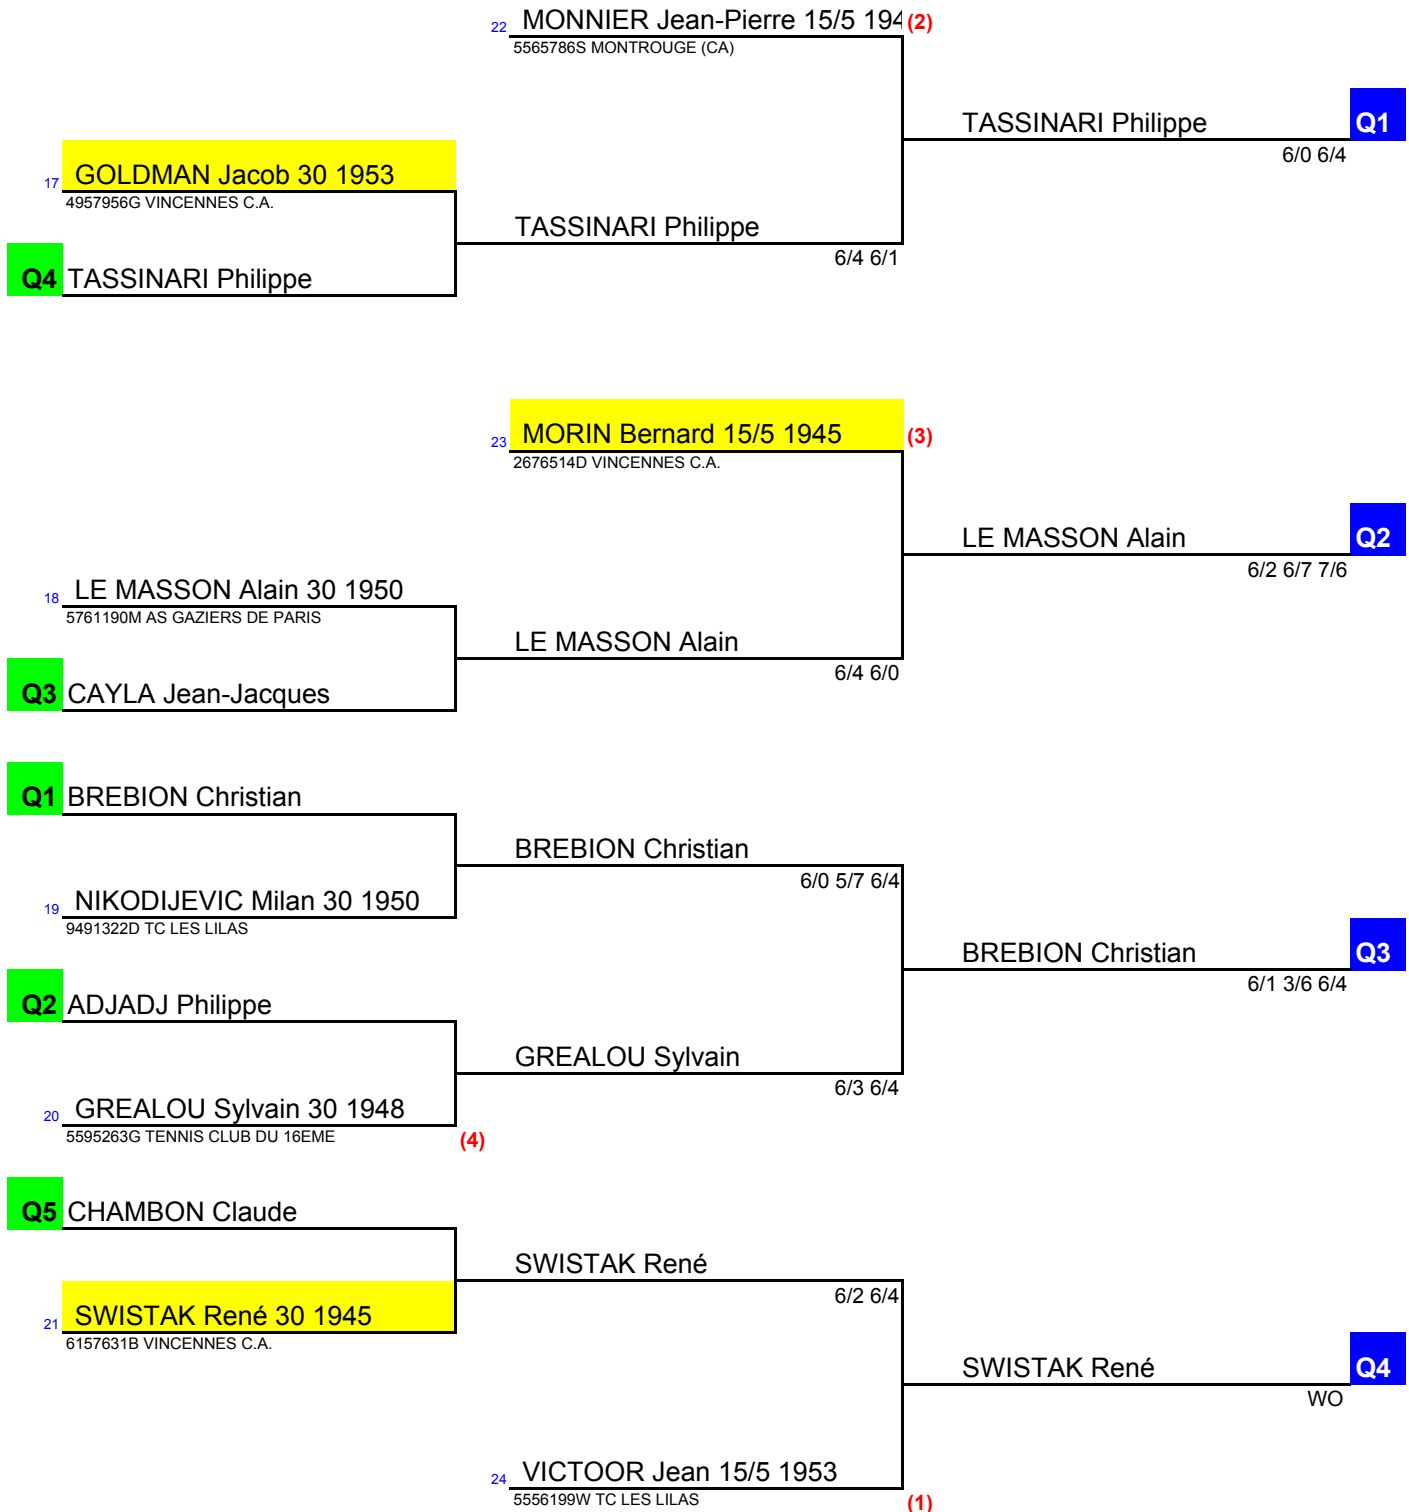 22 MONNIER Jean-Pierre 15/5 194 (2)
5565786S MONTROUGE (CA)
TASSINARI Philippe Q1
6/0 6/4
17 GOLDMAN Jacob 30 1953
4957956G VINCENNES C.A.
TASSINARI Philippe
6/4 6/1
Q4 TASSINARI Philippe
23 MORIN Bernard 15/5 1945 (3)
2676514D VINCENNES C.A.
LE MASSON Alain Q2
6/2 6/7 7/6
18 LE MASSON Alain 30 1950
5761190M AS GAZIERS DE PARIS
LE MASSON Alain
6/4 6/0
Q3 CAYLA Jean-Jacques
Q1 BREBION Christian
BREBION Christian
6/0 5/7 6/4
19 NIKODIJEVIC Milan 30 1950
9491322D TC LES LILAS
BREBION Christian Q3
6/1 3/6 6/4
Q2 ADJADJ Philippe
GREALOU Sylvain
6/3 6/4
20 GREALOU Sylvain 30 1948
5595263G TENNIS CLUB DU 16EME
(4)
Q5 CHAMBON Claude
SWISTAK René
6/2 6/4
21 SWISTAK René 30 1945
6157631B VINCENNES C.A.
SWISTAK René Q4
WO
24 VICTOOR Jean 15/5 1953
5556199W TC LES LILAS
(1)